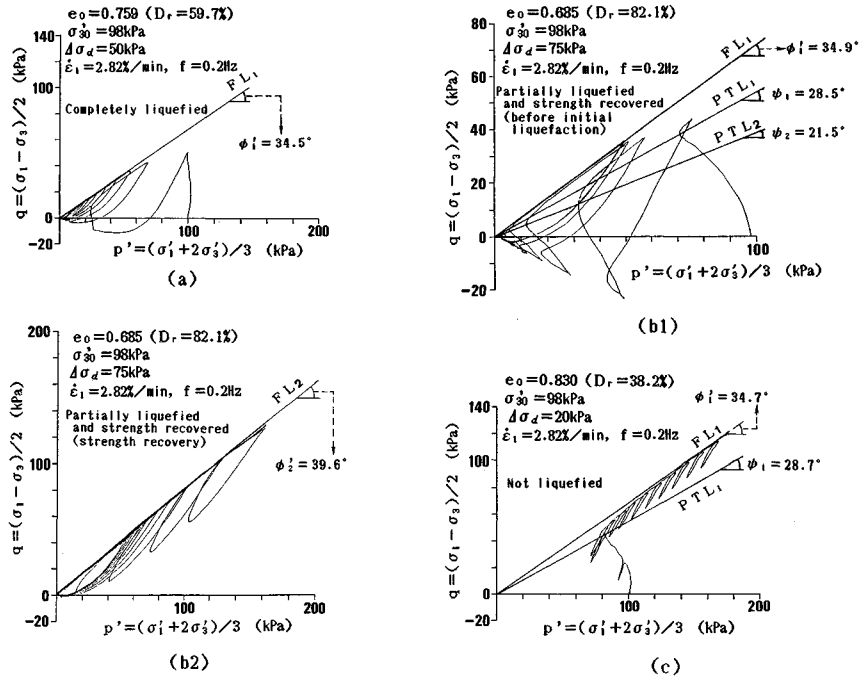 e₀=0.759 (Dᵣ=59.7%)
σ'₃₀=98kPa
Δσ_d=50kPa
ε̇₁=2.82%/min, f=0.2Hz
Completely liquefied
FL₁
φ'₁=34.5°
q=(σ₁−σ₃)/2 (kPa)
140
100
0
−20
0
100
200
p'=(σ'₁+2σ'₃)/3 (kPa)
(a)
e₀=0.685 (Dᵣ=82.1%)
σ'₃₀=98kPa
Δσ_d=75kPa
ε̇₁=2.82%/min, f=0.2Hz
Partially liquefied
and strength recovered
(before initial
liquefaction)
FL₁
φ'₁=34.9°
PTL₁
ψ₁=28.5°
PTL₂
ψ₂=21.5°
q=(σ₁−σ₃)/2 (kPa)
80
60
40
20
0
−20
100
p'=(σ'₁+2σ'₃)/3 (kPa)
(b1)
e₀=0.685 (Dᵣ=82.1%)
σ'₃₀=98kPa
Δσ_d=75kPa
ε̇₁=2.82%/min, f=0.2Hz
Partially liquefied
and strength recovered
(strength recovery)
FL2
φ'₂=39.6°
q=(σ₁−σ₃)/2 (kPa)
200
100
0
−20
0
100
200
p'=(σ'₁+2σ'₃)/3 (kPa)
(b2)
e₀=0.830 (Dᵣ=38.2%)
σ'₃₀=98kPa
Δσ_d=20kPa
ε̇₁=2.82%/min, f=0.2Hz
Not liquefied
φ'₁=34.7°
FL1
ψ₁=28.7°
PTL₁
q=(σ₁−σ₃)/2 (kPa)
140
100
0
−20
0
100
200
p'=(σ'₁+2σ'₃)/3 (kPa)
(c)